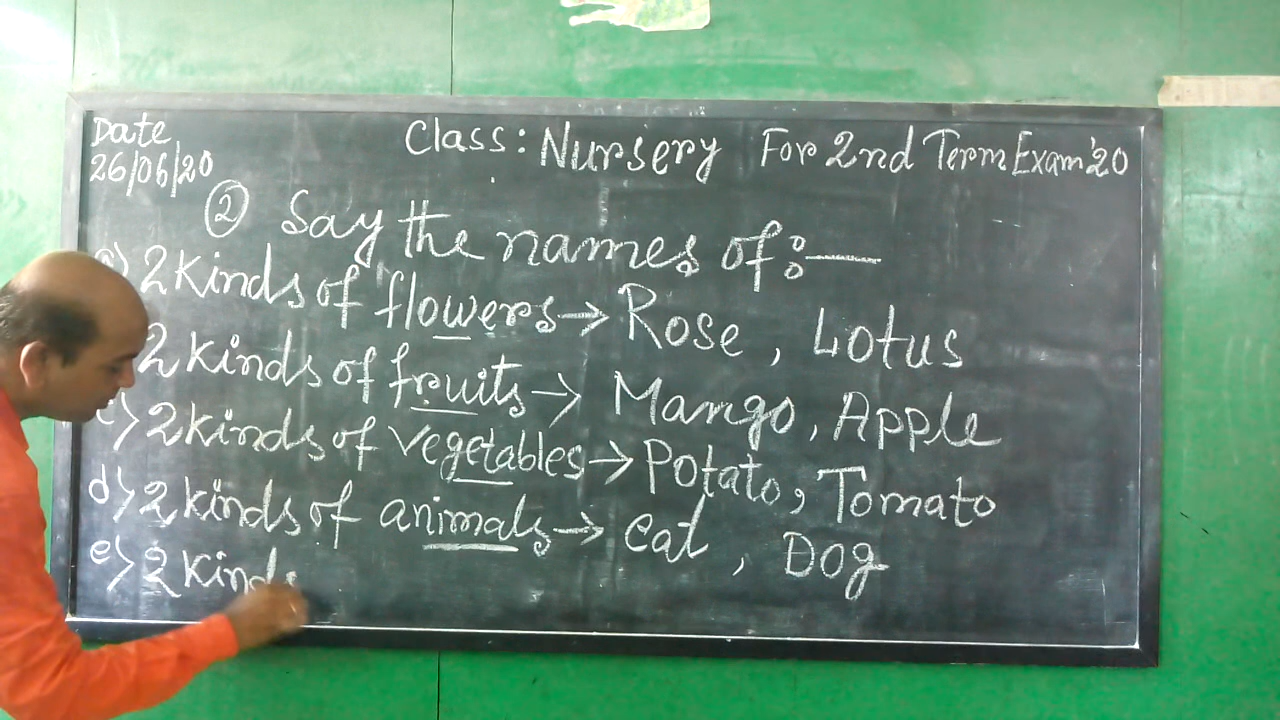 Date
26/06/20
Class: Nursery For 2nd Term Exam'20
② Say the names of:—
a) 2 kinds of flowers → Rose, Lotus
2 kinds of fruits → Mango, Apple
c) 2 kinds of vegetables → Potato, Tomato
d) 2 kinds of animals → Cat, Dog
e) 2 kinds